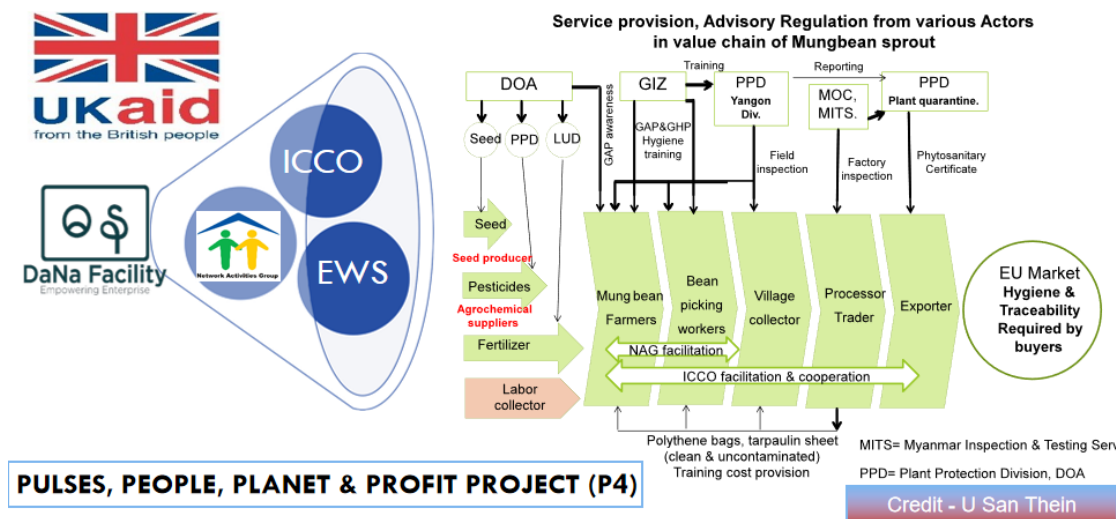 UKaid
from the British people
ICCO
Network Activities Group
EWS
DaNa Facility
Empowering Enterprise
PULSES, PEOPLE, PLANET & PROFIT PROJECT (P4)
Service provision, Advisory Regulation from various Actors
in value chain of Mungbean sprout
DOA
GIZ
Training
PPD
Yangon
Div.
Reporting
MOC,
MITS.
PPD
Plant quarantine.
Seed
PPD
LUD
GAP awareness
GAP&GHP
Hygiene
training
Field
inspection
Factory
inspection
Phytosanitary
Certificate
Seed
Seed producer
Pesticides
Agrochemical
suppliers
Fertilizer
Labor
collector
Mung bean
Farmers
Bean
picking
workers
Village
collector
Processor
Trader
Exporter
NAG facilitation
ICCO facilitation & cooperation
EU Market
Hygiene &
Traceability
Required by
buyers
Polythene bags, tarpaulin sheet
(clean & uncontaminated)
Training cost provision
MITS= Myanmar Inspection & Testing Serv
PPD= Plant Protection Division, DOA
Credit - U San Thein